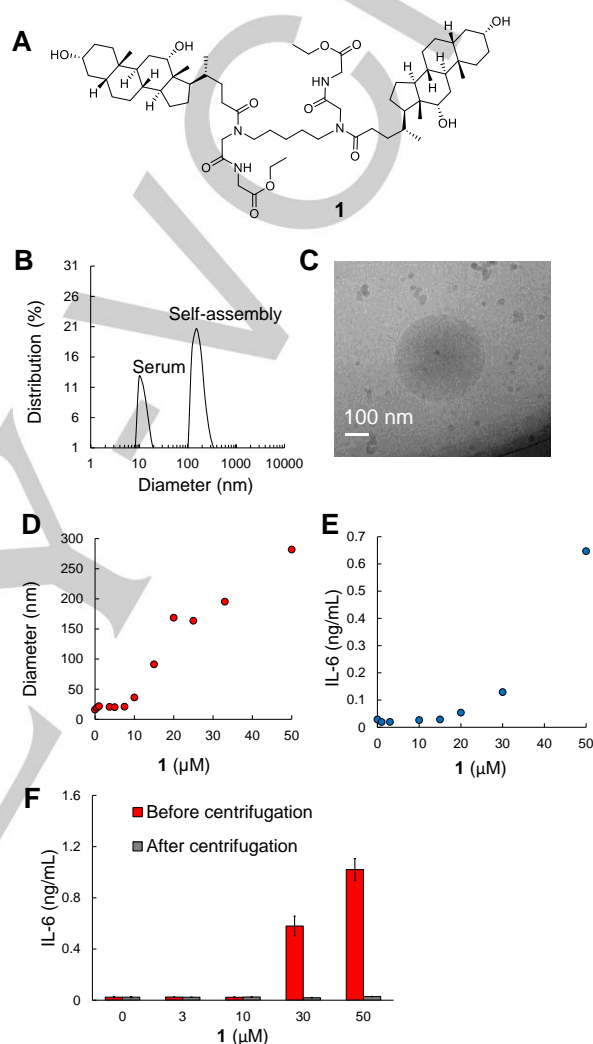 A
HO
OH
H
H
H
H
O
N
O
NH
O
O
O
O
NH
O
N
O
H
H
H
H
OH
OH
1
B
31
26
21
16
11
6
1
Distribution (%)
Self-assembly
Serum
1
10
100
1000
10000
Diameter (nm)
C
100 nm
D
300
250
200
150
100
50
0
Diameter (nm)
0
10
20
30
40
50
1 (µM)
E
0.7
0.6
0.5
0.4
0.3
0.2
0.1
0
IL-6 (ng/mL)
0
10
20
30
40
50
1 (µM)
F
1.6
1.2
0.8
0.4
0
IL-6 (ng/mL)
Before centrifugation
After centrifugation
0
3
10
30
50
1 (µM)